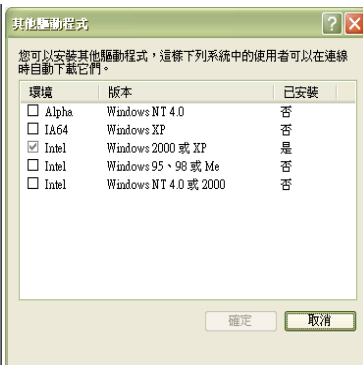 其他驅動程式
您可以安裝其他驅動程式，這樣下列系統中的使用者可以在連線
時自動下載它們。
環境 版本 已安裝
Alpha Windows NT 4.0 否
IA64 Windows XP 否
Intel Windows 2000 或 XP 是
Intel Windows 95、98 或 Me 否
Intel Windows NT 4.0 或 2000 否
確定 取消